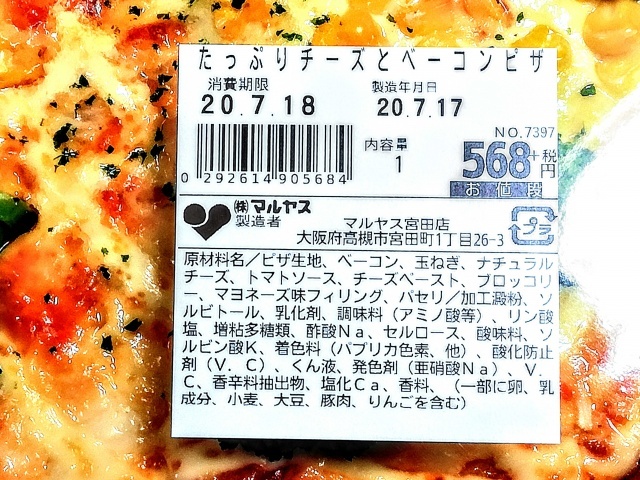 たっぷりチーズとベーコンピザ
消費期限 製造年月日
20.7.18 20.7.17
NO.7397
内容量
1
568+税
円
お値段
0 292614 905684
(株)マルヤス
製造者 マルヤス宮田店
大阪府高槻市宮田町1丁目26-3
プラ
原材料名/ピザ生地、ベーコン、玉ねぎ、ナチュラル
チーズ、トマトソース、チーズペースト、ブロッコリ
ー、マヨネーズ味フィリング、パセリ/加工澱粉、ソ
ルビトール、乳化剤、調味料(アミノ酸等)、リン酸
塩、増粘多糖類、酢酸Na、セルロース、酸味料、ソ
ルビン酸K、着色料(パプリカ色素、他)、酸化防止
剤(V.C)、くん液、発色剤(亜硝酸Na)、V.
C、香辛料抽出物、塩化Ca、香料、(一部に卵、乳
成分、小麦、大豆、豚肉、りんごを含む)